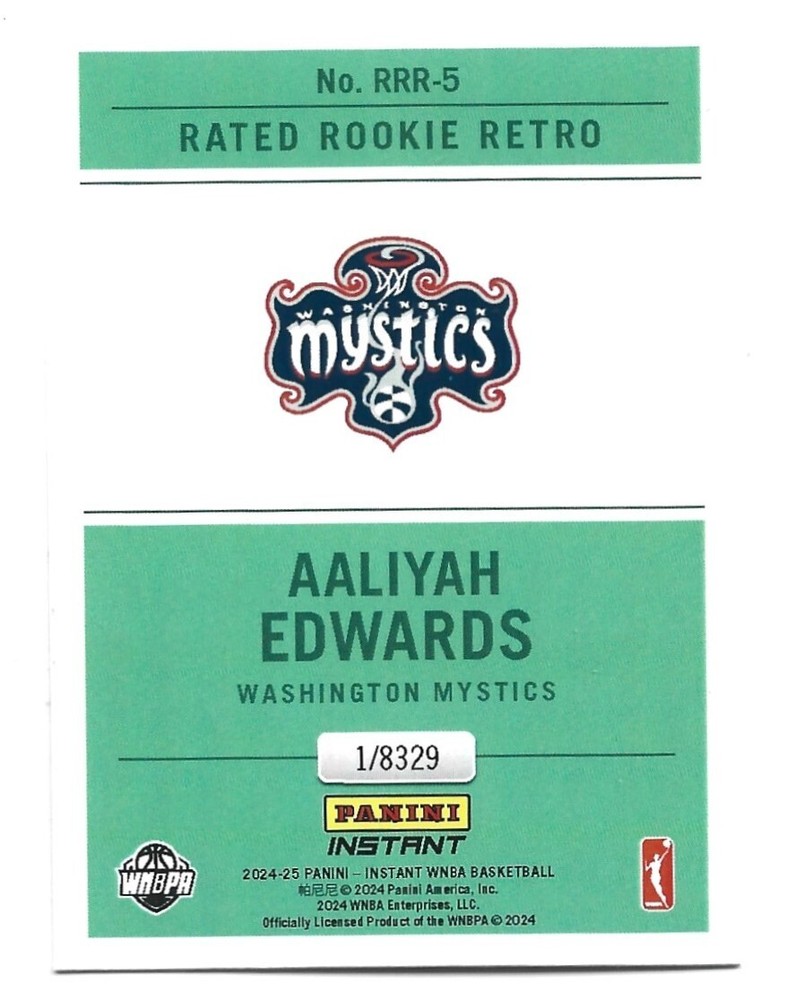 No. RRR-5
RATED ROOKIE RETRO
WASHINGTON
mystics
AALIYAH
EDWARDS
WASHINGTON MYSTICS
1/8329
PANINI
INSTANT
WNBPA
2024-25 PANINI – INSTANT WNBA BASKETBALL
帕尼尼 © 2024 Panini America, Inc.
2024 WNBA Enterprises, LLC.
Officially Licensed Product of the WNBPA © 2024